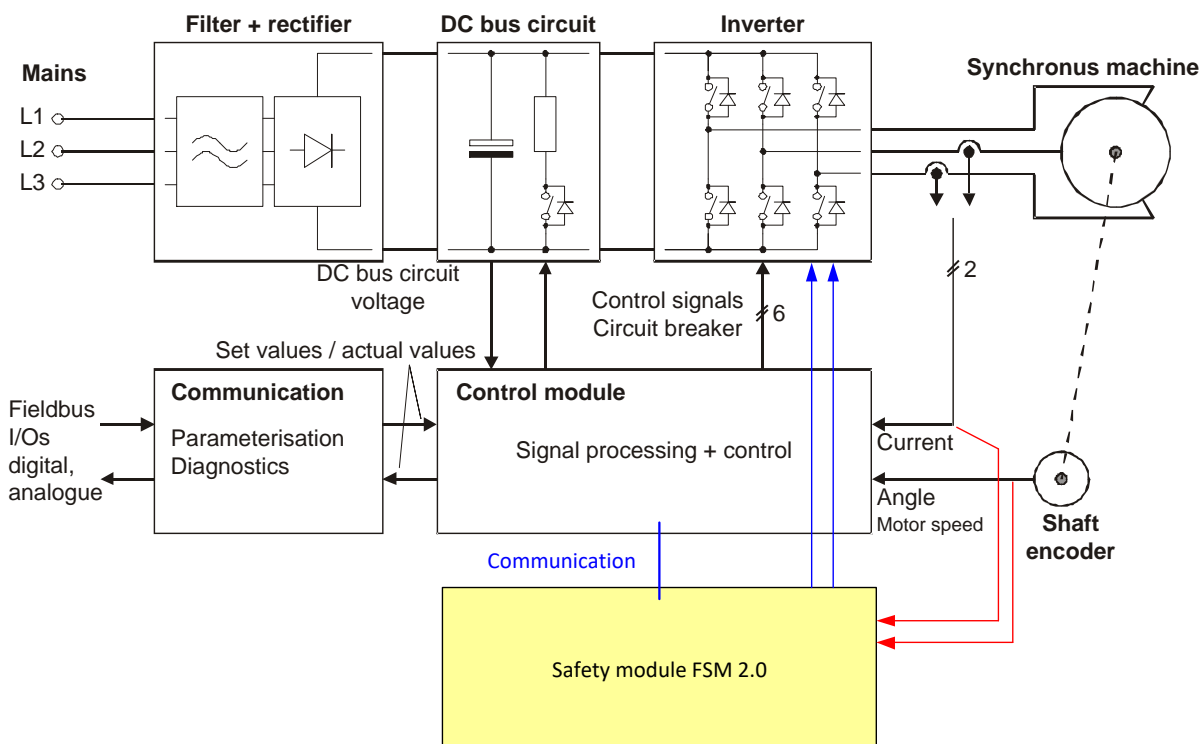 Filter + rectifier
DC bus circuit
Inverter
Mains
Synchronus machine
L1
L2
L3
DC bus circuit
voltage
Control signals
Circuit breaker
6
2
Set values / actual values
Communication
Parameterisation
Diagnostics
Control module
Signal processing + control
Fieldbus
I/Os
digital,
analogue
Current
Angle
Motor speed
Shaft
encoder
Communication
Safety module FSM 2.0